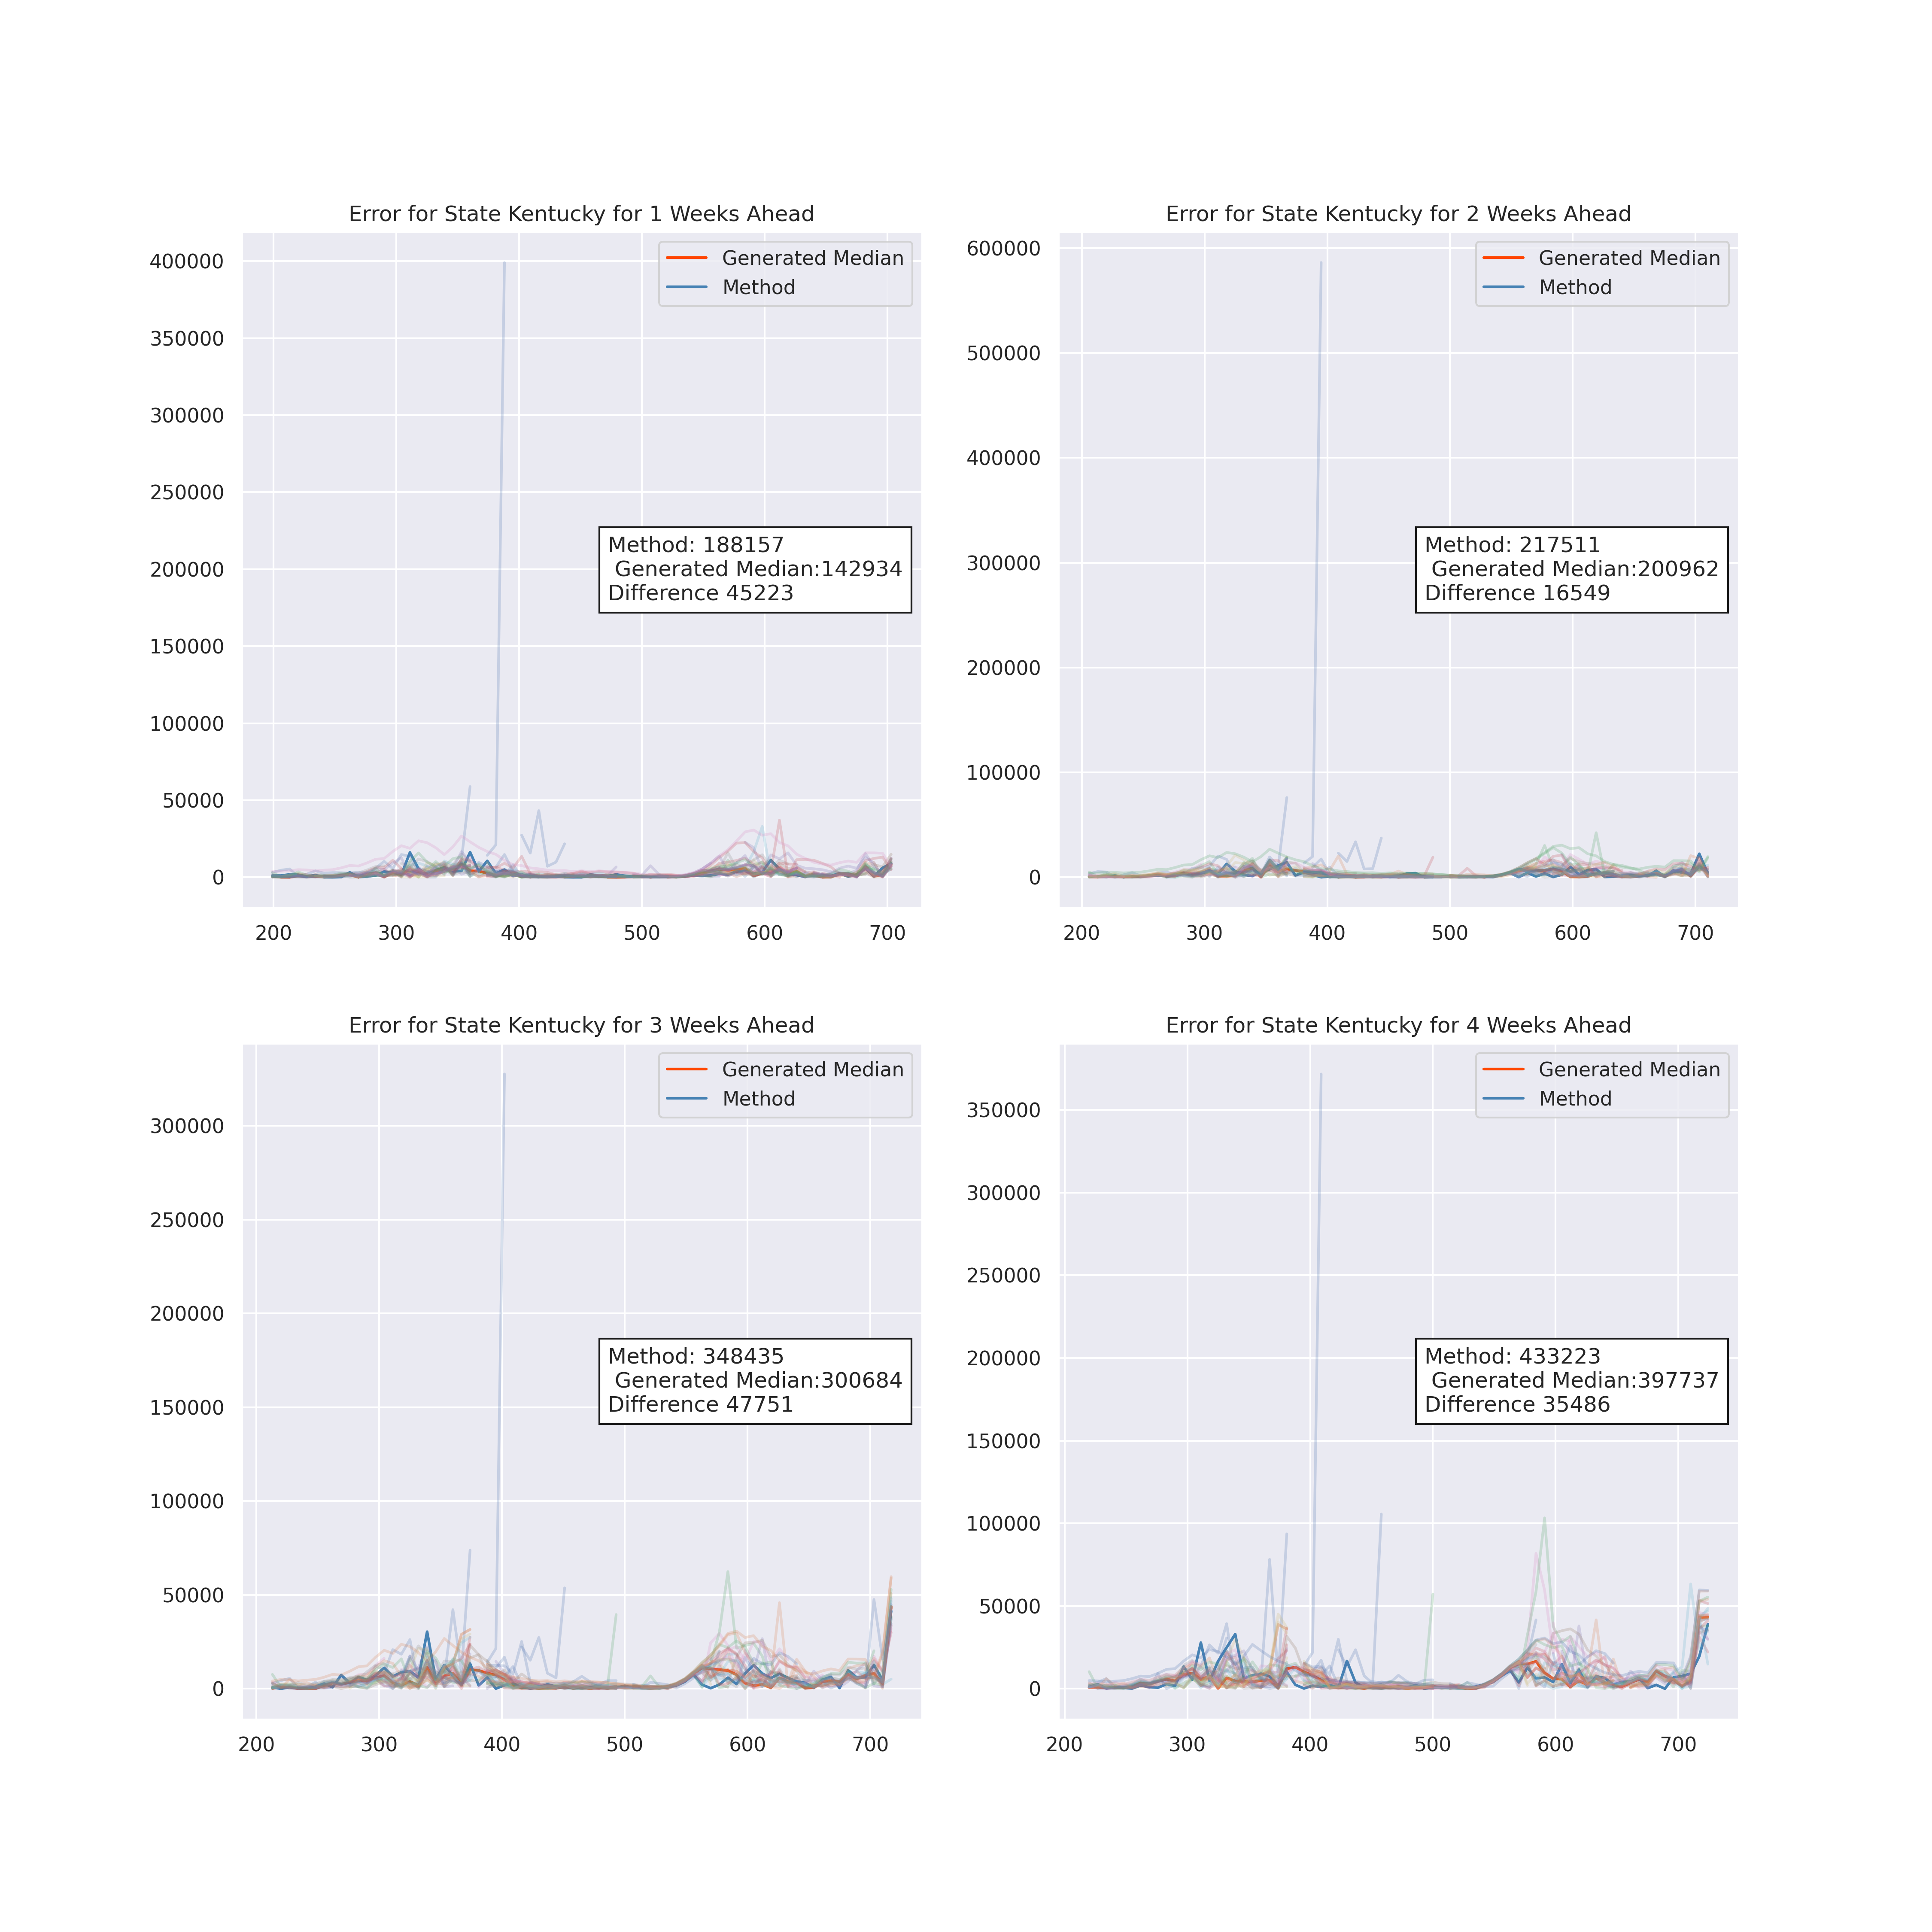 Error for State Kentucky for 1 Weeks Ahead
400000
350000
300000
250000
200000
150000
100000
50000
0
200 300 400 500 600 700
Generated Median
Method
Method: 188157
Generated Median:142934
Difference 45223
Error for State Kentucky for 2 Weeks Ahead
600000
500000
400000
300000
200000
100000
0
200 300 400 500 600 700
Generated Median
Method
Method: 217511
Generated Median:200962
Difference 16549
Error for State Kentucky for 3 Weeks Ahead
300000
250000
200000
150000
100000
50000
0
200 300 400 500 600 700
Generated Median
Method
Method: 348435
Generated Median:300684
Difference 47751
Error for State Kentucky for 4 Weeks Ahead
350000
300000
250000
200000
150000
100000
50000
0
200 300 400 500 600 700
Generated Median
Method
Method: 433223
Generated Median:397737
Difference 35486